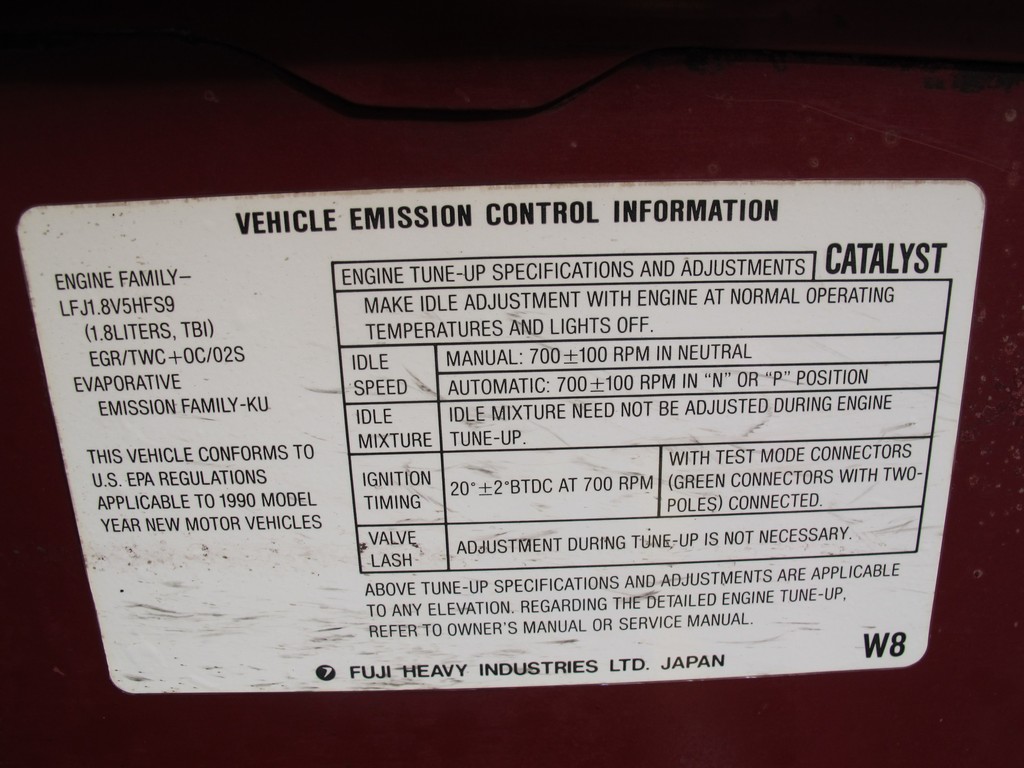 VEHICLE EMISSION CONTROL INFORMATION
CATALYST
ENGINE FAMILY–
LFJ1.8V5HFS9
(1.8LITERS, TBI)
EGR/TWC+OC/02S
EVAPORATIVE
EMISSION FAMILY-KU
THIS VEHICLE CONFORMS TO
U.S. EPA REGULATIONS
APPLICABLE TO 1990 MODEL
YEAR NEW MOTOR VEHICLES
ENGINE TUNE-UP SPECIFICATIONS AND ADJUSTMENTS
MAKE IDLE ADJUSTMENT WITH ENGINE AT NORMAL OPERATING
TEMPERATURES AND LIGHTS OFF.
IDLE
SPEED
MANUAL: 700±100 RPM IN NEUTRAL
AUTOMATIC: 700±100 RPM IN “N” OR “P” POSITION
IDLE
MIXTURE
IDLE MIXTURE NEED NOT BE ADJUSTED DURING ENGINE
TUNE-UP.
IGNITION
TIMING
20°±2°BTDC AT 700 RPM
WITH TEST MODE CONNECTORS
(GREEN CONNECTORS WITH TWO-
POLES) CONNECTED.
VALVE
LASH
ADJUSTMENT DURING TUNE-UP IS NOT NECESSARY.
ABOVE TUNE-UP SPECIFICATIONS AND ADJUSTMENTS ARE APPLICABLE
TO ANY ELEVATION. REGARDING THE DETAILED ENGINE TUNE-UP,
REFER TO OWNER'S MANUAL OR SERVICE MANUAL.
W8
7 FUJI HEAVY INDUSTRIES LTD. JAPAN